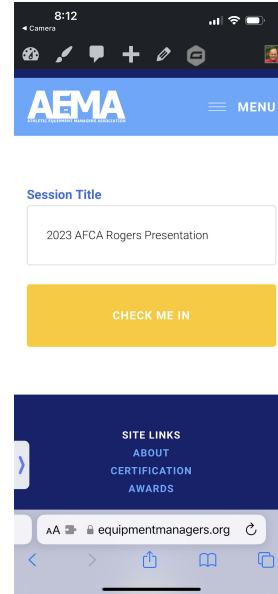 8:12
◀ Camera
AEMA
ATHLETIC EQUIPMENT MANAGERS ASSOCIATION
MENU
Session Title
2023 AFCA Rogers Presentation
CHECK ME IN
SITE LINKS
ABOUT
CERTIFICATION
AWARDS
AA equipmentmanagers.org